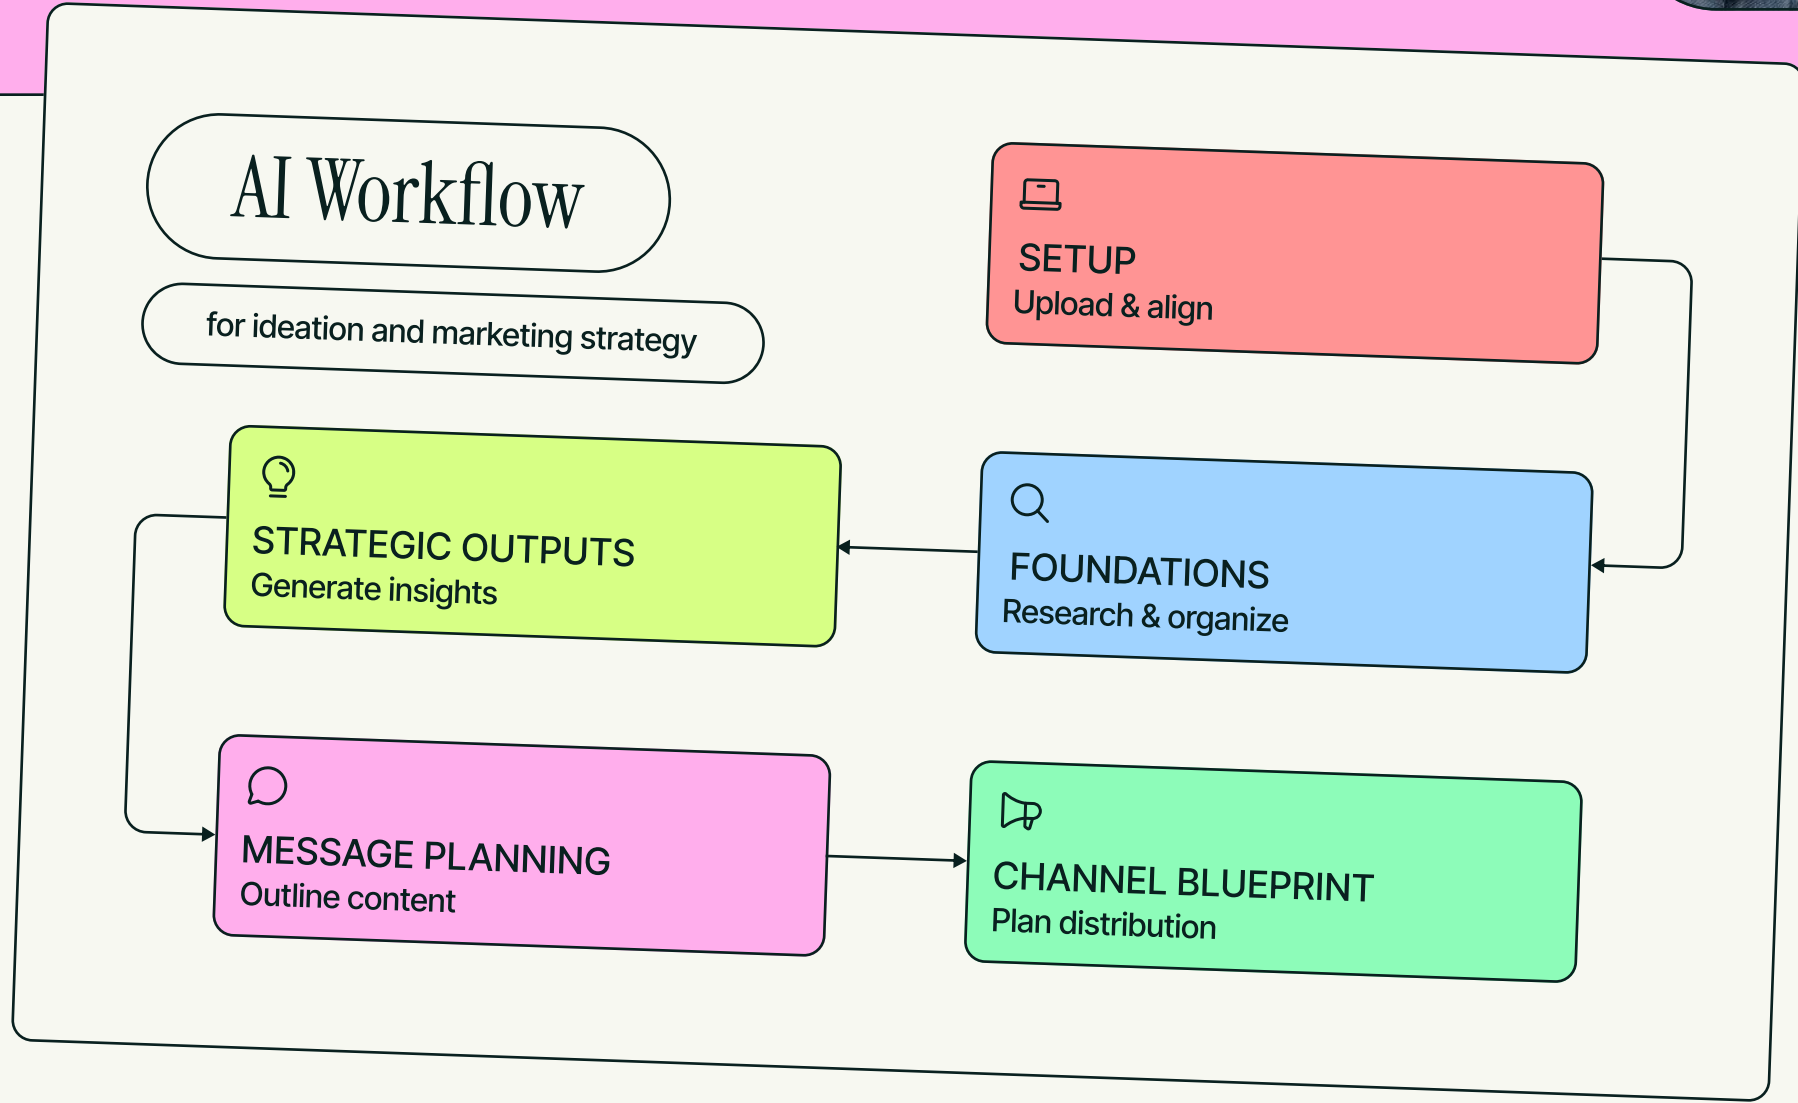 AI Workflow
for ideation and marketing strategy
SETUP
Upload & align
FOUNDATIONS
Research & organize
STRATEGIC OUTPUTS
Generate insights
MESSAGE PLANNING
Outline content
CHANNEL BLUEPRINT
Plan distribution